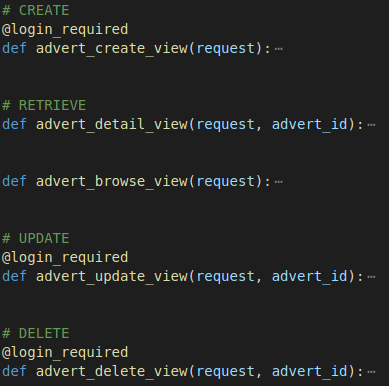 # CREATE
@login_required
def advert_create_view(request):⋯
# RETRIEVE
def advert_detail_view(request, advert_id):⋯
def advert_browse_view(request):⋯
# UPDATE
@login_required
def advert_update_view(request, advert_id):⋯
# DELETE
@login_required
def advert_delete_view(request, advert_id):⋯